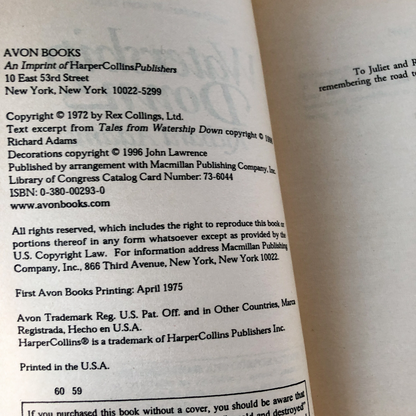 AVON BOOKS
An Imprint of HarperCollinsPublishers
10 East 53rd Street
New York, New York 10022-5299
Copyright © 1972 by Rex Collings, Ltd.
Text excerpt from Tales from Watership Down copyright © 1996
Richard Adams
Decorations copyright © 1996 John Lawrence
Published by arrangement with Macmillan Publishing Company, Inc.
Library of Congress Catalog Card Number: 73-6044
ISBN: 0-380-00293-0
www.avonbooks.com
All rights reserved, which includes the right to reproduce this book or
portions thereof in any form whatsoever except as provided by the
U.S. Copyright Law. For information address Macmillan Publishing
Company, Inc., 866 Third Avenue, New York, New York 10022.
First Avon Books Printing: April 1975
Avon Trademark Reg. U.S. Pat. Off. and in Other Countries, Marca
Registrada, Hecho en U.S.A.
HarperCollins® is a trademark of HarperCollins Publishers Inc.
Printed in the U.S.A.
60 59
If you purchased this book without a cover, you should be aware
and destroyed"
To Juliet and R
remembering the road to
Watership
Down